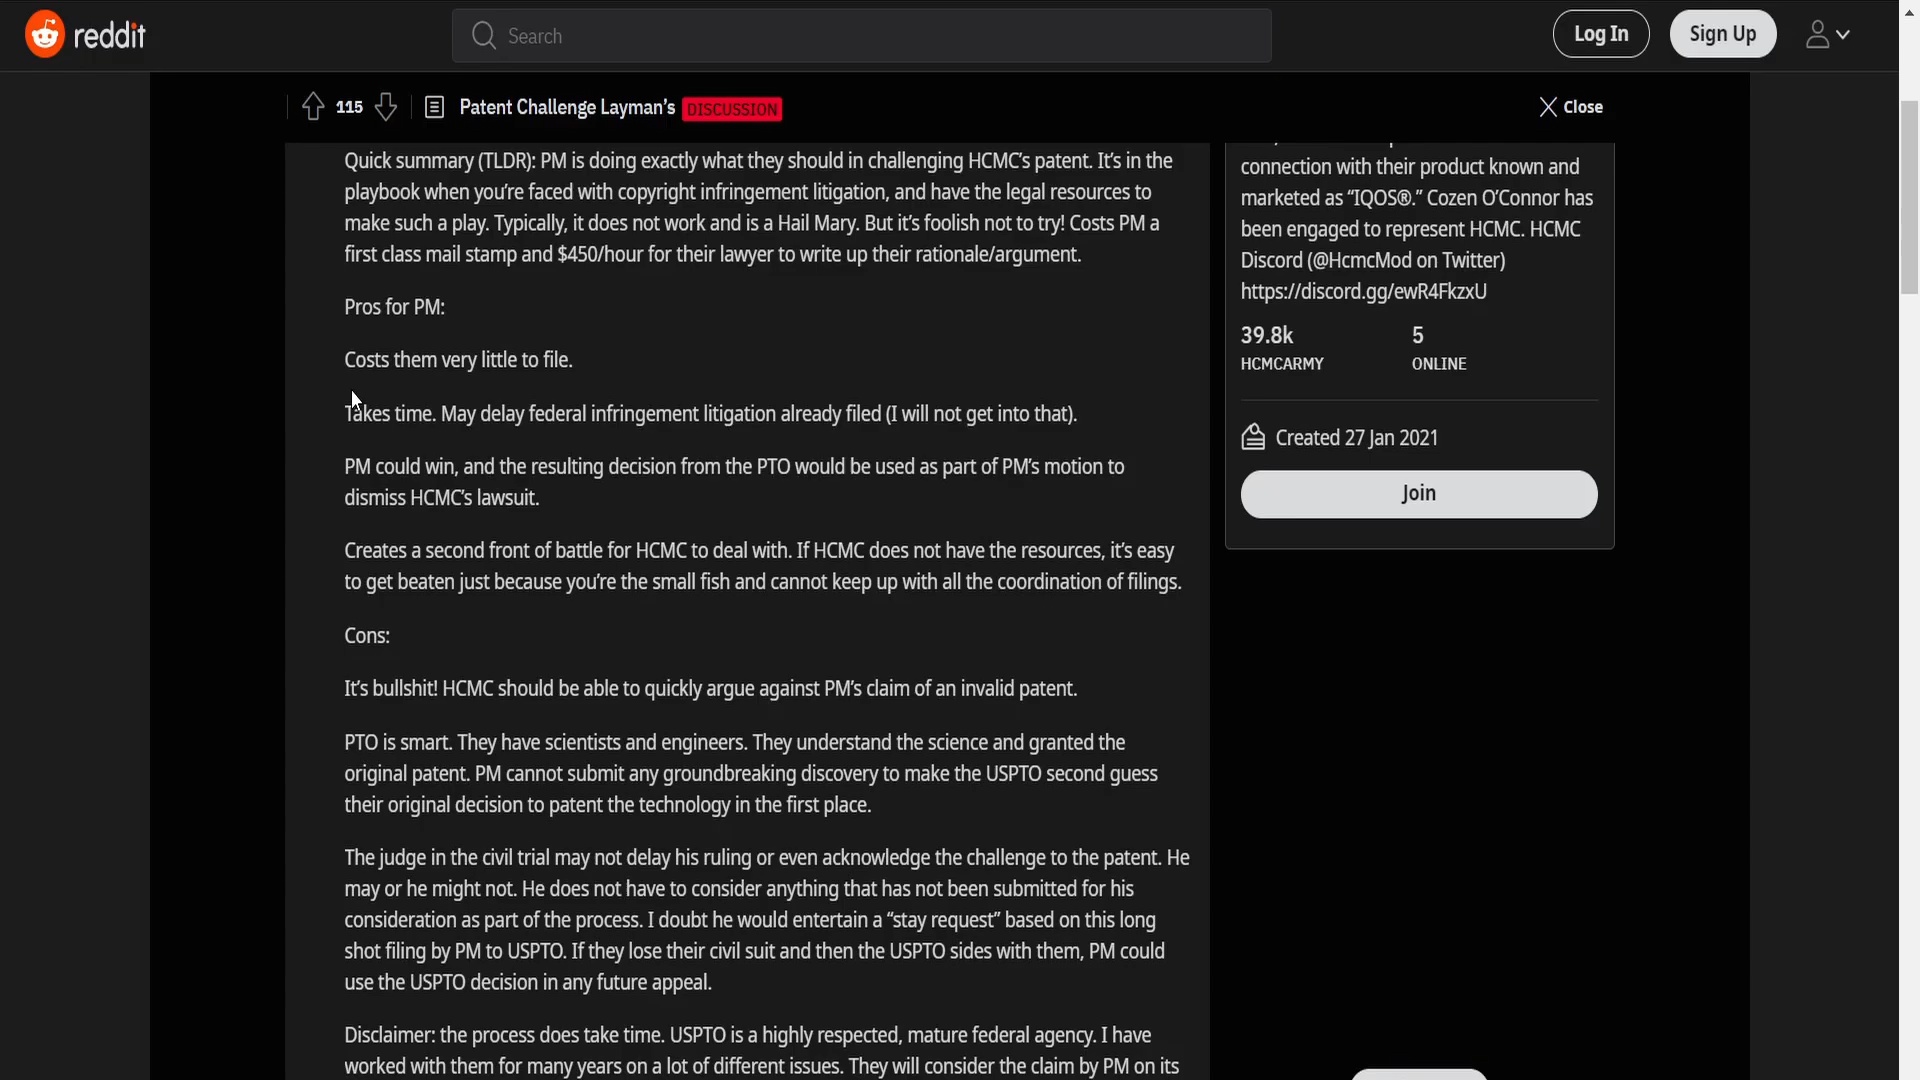 reddit
Search
Log In
Sign Up
115
Patent Challenge Layman's DISCUSSION
Close
Quick summary (TLDR): PM is doing exactly what they should in challenging HCMC's patent. It's in the
playbook when you're faced with copyright infringement litigation, and have the legal resources to
make such a play. Typically, it does not work and is a Hail Mary. But it's foolish not to try! Costs PM a
first class mail stamp and $450/hour for their lawyer to write up their rationale/argument.
Pros for PM:
Costs them very little to file.
Takes time. May delay federal infringement litigation already filed (I will not get into that).
PM could win, and the resulting decision from the PTO would be used as part of PM's motion to
dismiss HCMC's lawsuit.
Creates a second front of battle for HCMC to deal with. If HCMC does not have the resources, it's easy
to get beaten just because you're the small fish and cannot keep up with all the coordination of filings.
Cons:
It's bullshit! HCMC should be able to quickly argue against PM's claim of an invalid patent.
PTO is smart. They have scientists and engineers. They understand the science and granted the
original patent. PM cannot submit any groundbreaking discovery to make the USPTO second guess
their original decision to patent the technology in the first place.
The judge in the civil trial may not delay his ruling or even acknowledge the challenge to the patent. He
may or he might not. He does not have to consider anything that has not been submitted for his
consideration as part of the process. I doubt he would entertain a “stay request” based on this long
shot filing by PM to USPTO. If they lose their civil suit and then the USPTO sides with them, PM could
use the USPTO decision in any future appeal.
Disclaimer: the process does take time. USPTO is a highly respected, mature federal agency. I have
worked with them for many years on a lot of different issues. They will consider the claim by PM on its
connection with their product known and
marketed as “IQOS®.” Cozen O'Connor has
been engaged to represent HCMC. HCMC
Discord (@HcmcMod on Twitter)
https://discord.gg/ewR4FkzxU
39.8k
5
HCMCARMY
ONLINE
Created 27 Jan 2021
Join